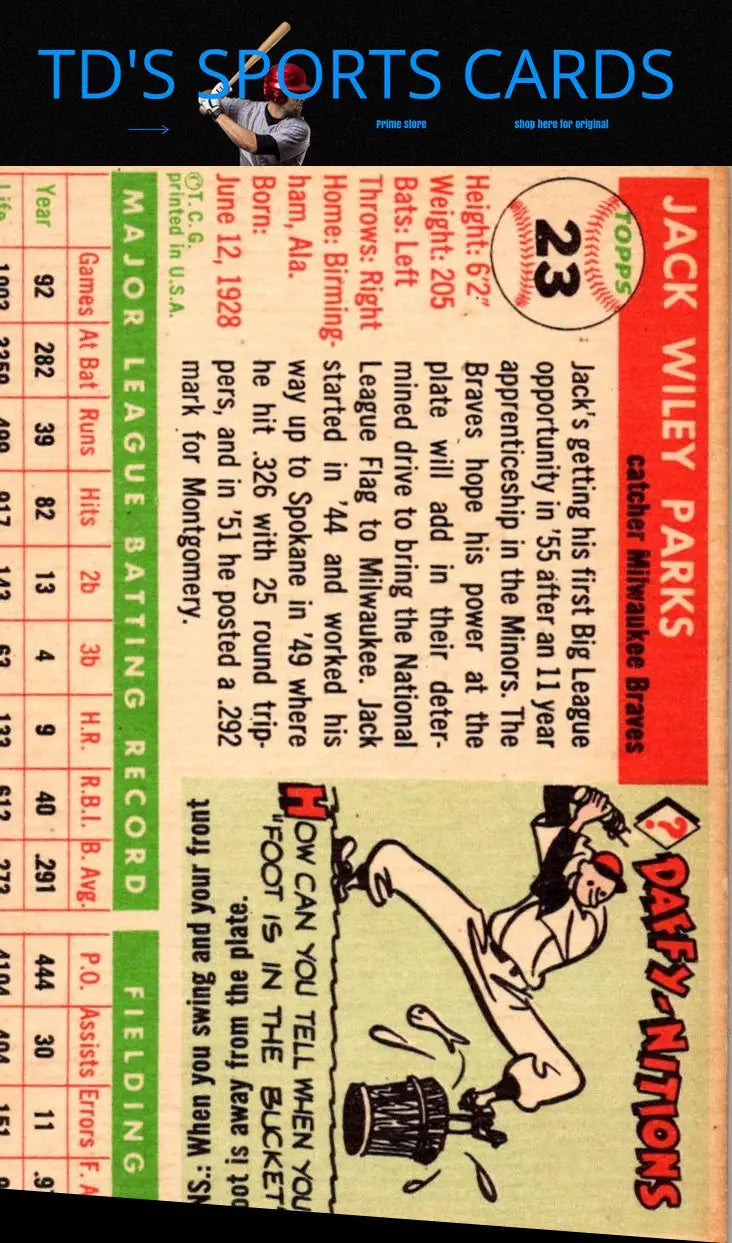 TD'S SPORTS CARDS
Prime store
shop here for original
JACK WILEY PARKS
catcher Milwaukee Braves
TOPPS
23
Height: 6'2"
Weight: 205
Bats: Left
Throws: Right
Home: Birming-
ham, Ala.
Born:
June 12, 1928
©T. C. G.
printed in U.S.A.
Jack's getting his first Big League
opportunity in '55 after an 11 year
apprenticeship in the Minors. The
Braves hope his power at the
plate will add in their deter-
mined drive to bring the National
League Flag to Milwaukee. Jack
started in '44 and worked his
way up to Spokane in '49 where
he hit .326 with 25 round trip-
pers, and in '51 he posted a .292
mark for Montgomery.
?
DAFFY-NITIONS
HOW CAN YOU TELL WHEN YOU
"FOOT IS IN THE BUCKET
NS.: When you swing and your front
oot is away from the plate.
MAJOR LEAGUE BATTING RECORD FIELDING
Games At Bat Runs Hits 2b 3b H.R. R.B.I. B. Avg. P.O. Assists Errors F. A
Year 92 282 39 82 13 4 9 40 .291 444 30 11 .9
Life